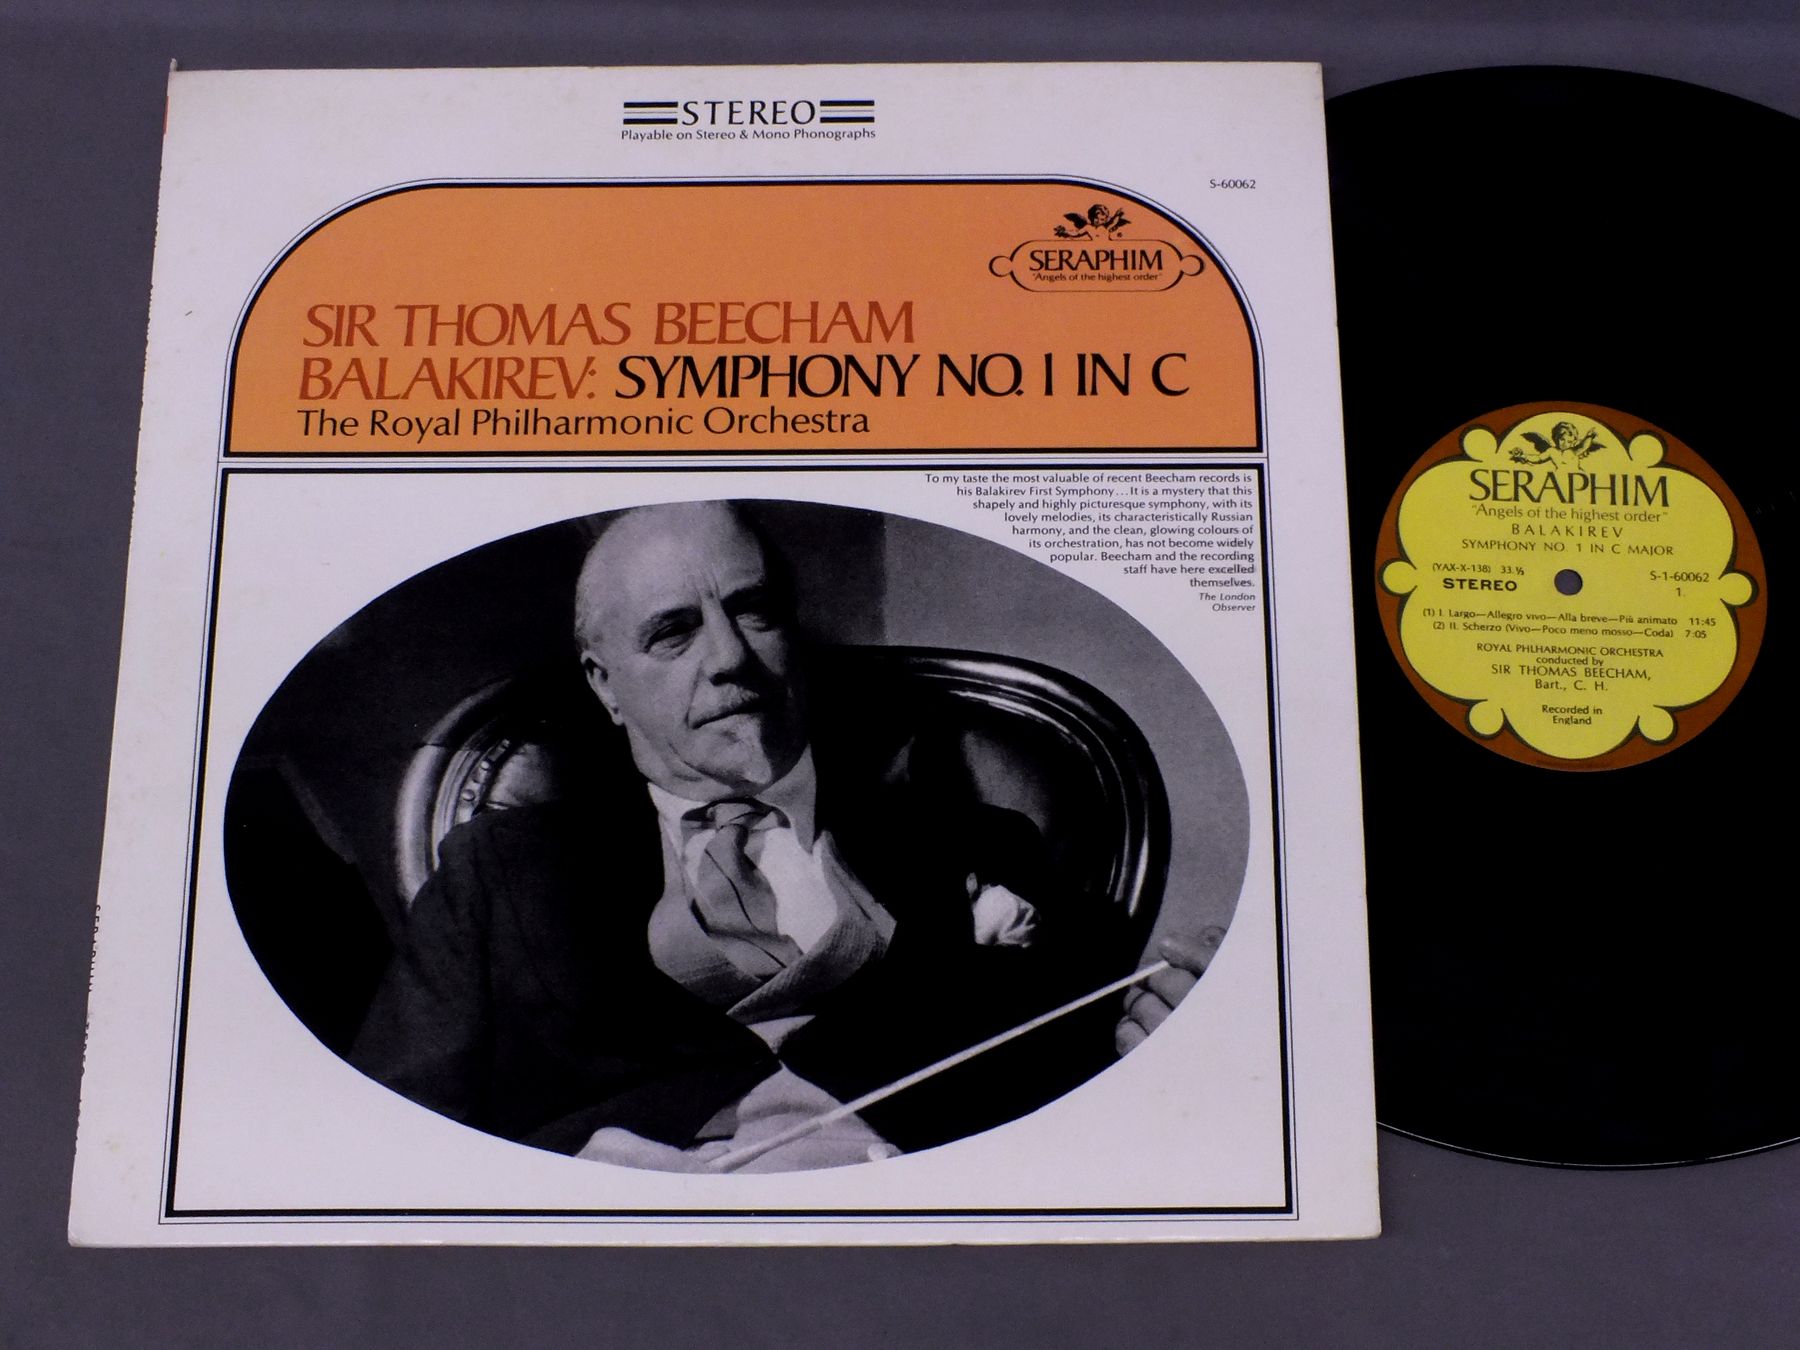 STEREO
Playable on Stereo & Mono Phonographs
S-60062
SERAPHIM
"Angels of the highest order"
SIR THOMAS BEECHAM
BALAKIREV: SYMPHONY NO. 1 IN C
The Royal Philharmonic Orchestra
To my taste the most valuable of recent Beecham records is
his Balakirev First Symphony...It is a mystery that this
shapely and highly picturesque symphony, with its
lovely melodies, its characteristically Russian
harmony, and the clean, glowing colours of
its orchestration, has not become widely
popular. Beecham and the recording
staff have here excelled
themselves.
The London
Observer
SERAPHIM
"Angels of the highest order"
BALAKIREV
SYMPHONY NO. 1 IN C MAJOR
(YAX-X-138) 33.⅓
STEREO
S-1-60062
1.
(1) I. Largo—Allegro vivo—Alla breve—Più animato 11:45
(2) II. Scherzo (Vivo—Poco meno mosso—Coda) 7:05
ROYAL PHILHARMONIC ORCHESTRA
conducted by
SIR THOMAS BEECHAM,
Bart., C. H.
Recorded in
England